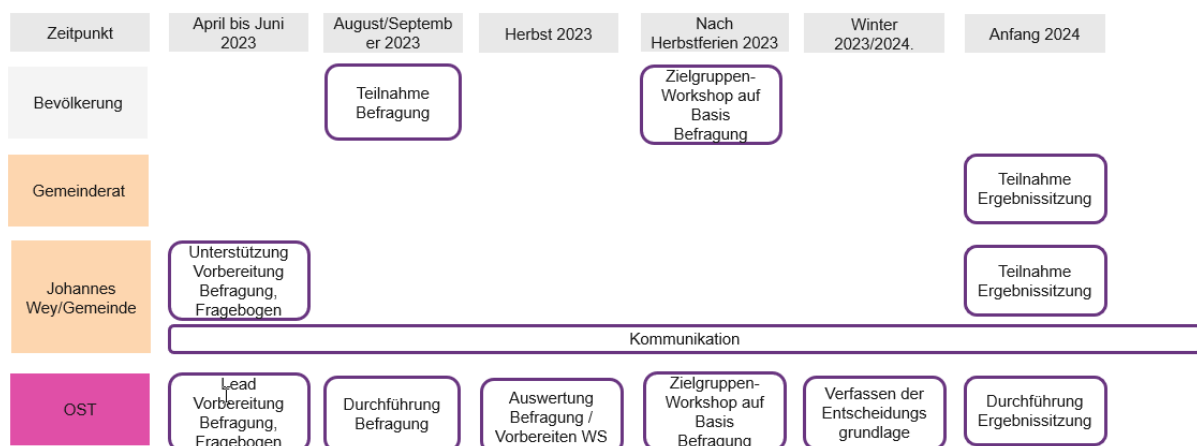 Zeitpunkt
April bis Juni
2023
August/Septemb
er 2023
Herbst 2023
Nach
Herbstferien 2023
Winter
2023/2024.
Anfang 2024
Bevölkerung
Teilnahme
Befragung
Zielgruppen-
Workshop auf
Basis
Befragung
Gemeinderat
Teilnahme
Ergebnissitzung
Johannes
Wey/Gemeinde
Unterstützung
Vorbereitung
Befragung,
Fragebogen
Teilnahme
Ergebnissitzung
Kommunikation
OST
Lead
Vorbereitung
Befragung,
Fragebogen
Durchführung
Befragung
Auswertung
Befragung /
Vorbereiten WS
Zielgruppen-
Workshop auf
Basis
Befragung
Verfassen der
Entscheidungs
grundlage
Durchführung
Ergebnissitzung